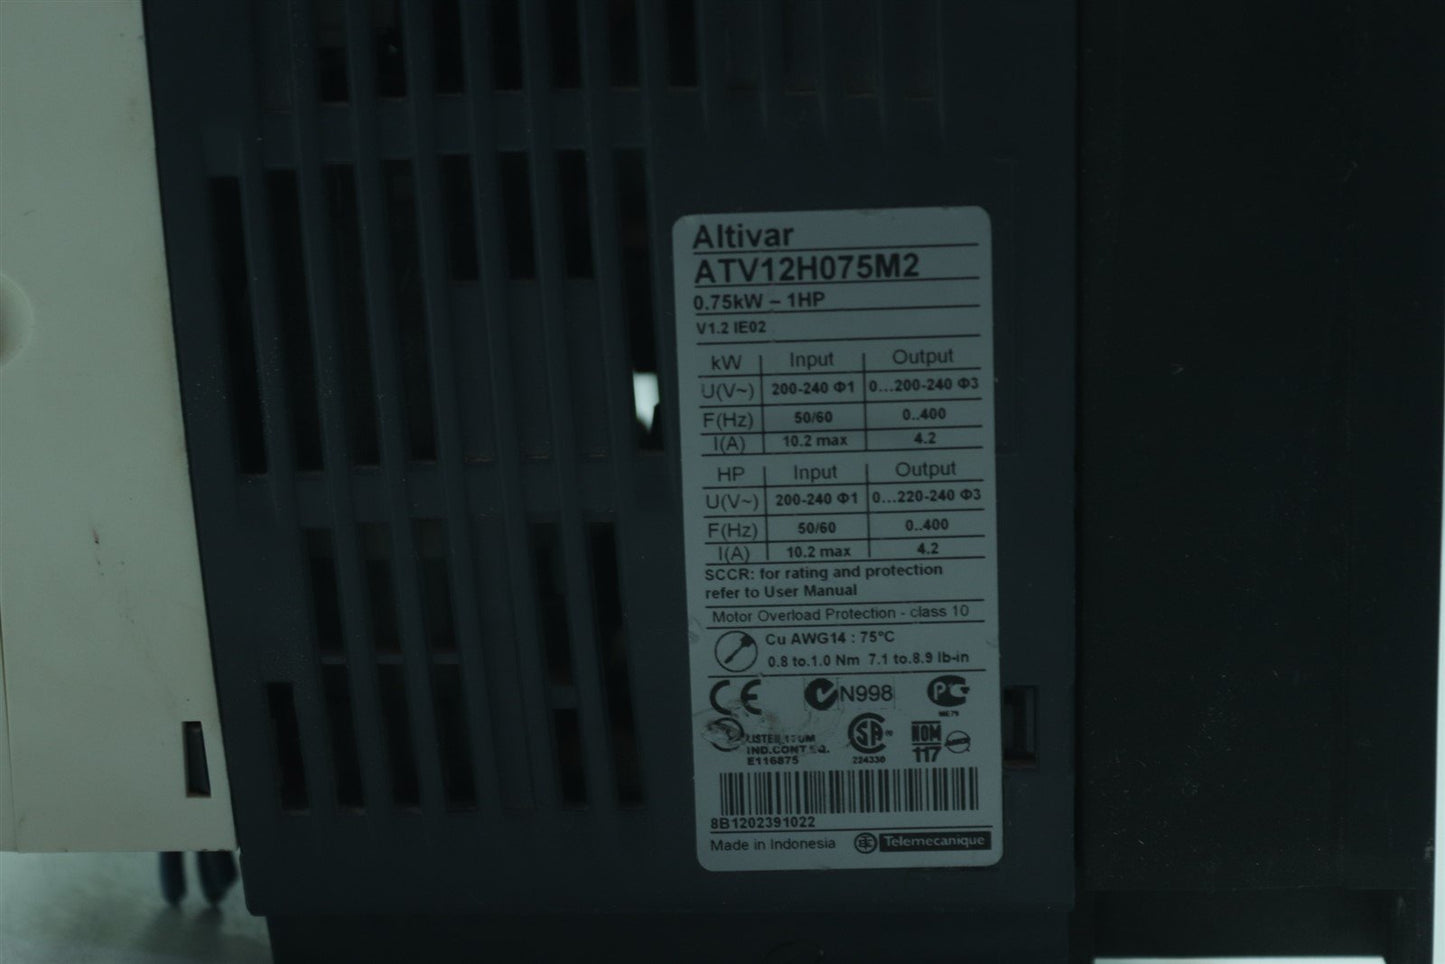 Altivar
ATV12H075M2
0.75kW – 1HP
V1.2 IE02
kW Input Output
U(V~) 200-240 Φ1 0...200-240 Φ3
F(Hz) 50/60 0..400
I(A) 10.2 max 4.2
HP Input Output
U(V~) 200-240 Φ1 0...220-240 Φ3
F(Hz) 50/60 0..400
I(A) 10.2 max 4.2
SCCR: for rating and protection
refer to User Manual
Motor Overload Protection - class 10
Cu AWG14 : 75°C
0.8 to.1.0 Nm 7.1 to.8.9 lb-in
CE N998 PC
ME79
LISTED
IND.CONT.EQ.
E116875
SA
224330
NOM
117
8B1202391022
Made in Indonesia Telemecanique